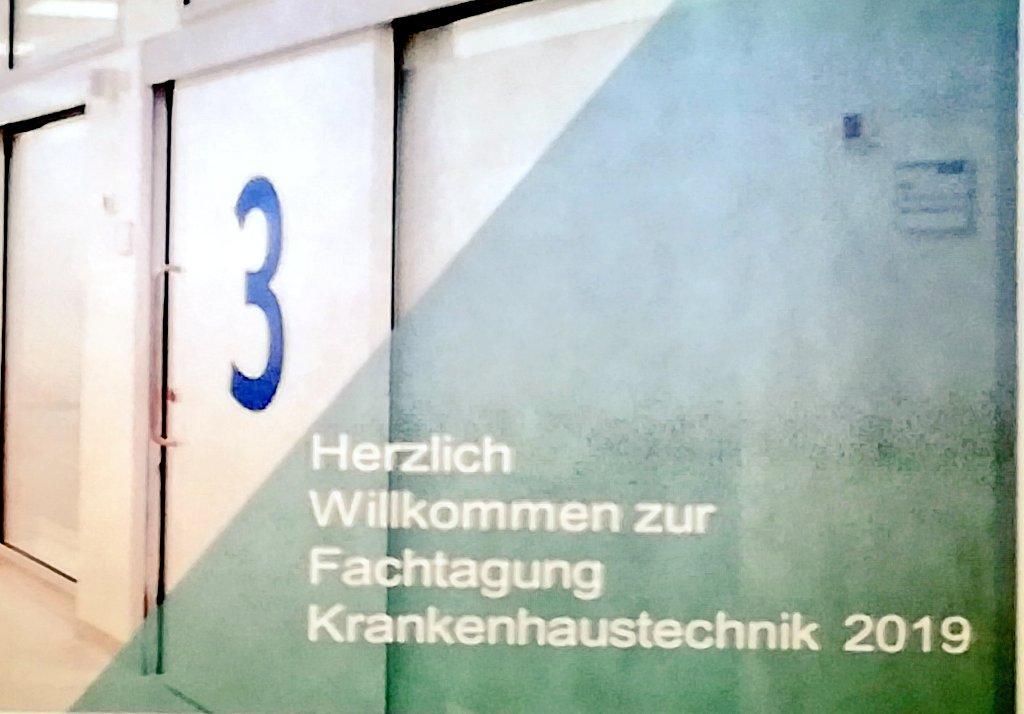 3
Herzlich
Willkommen zur
Fachtagung
Krankenhaustechnik 2019